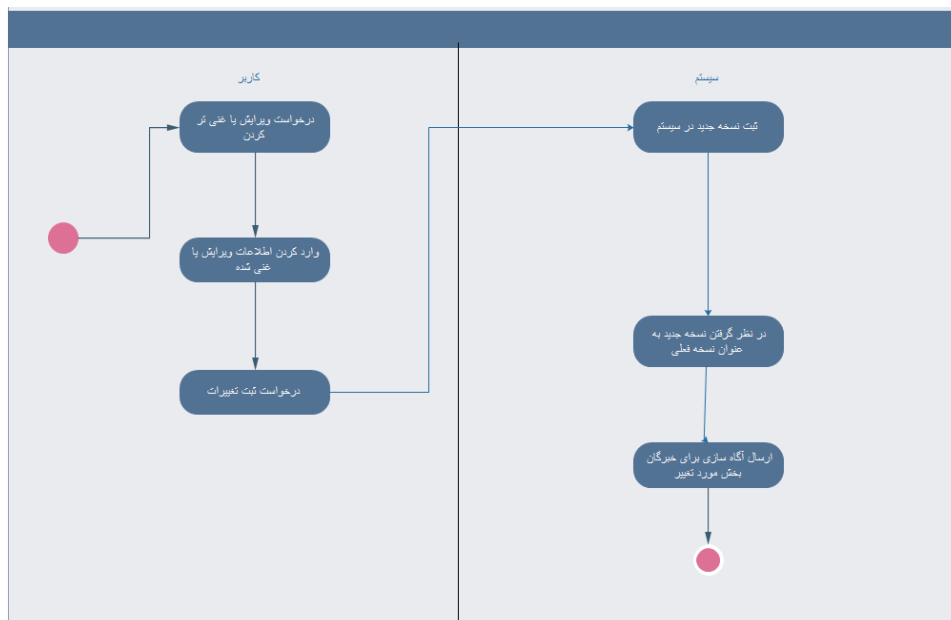 کاربر
درخواست ویرایش یا غنی تر
کردن
وارد کردن اطلاعات ویرایش یا
غنی شده
درخواست ثبت تغییرات
سیستم
ثبت نسخه جدید در سیستم
در نظر گرفتن نسخه جدید به
عنوان نسخه فعلی
ارسال آگاه سازی برای خبرگان
بخش مورد تغییر